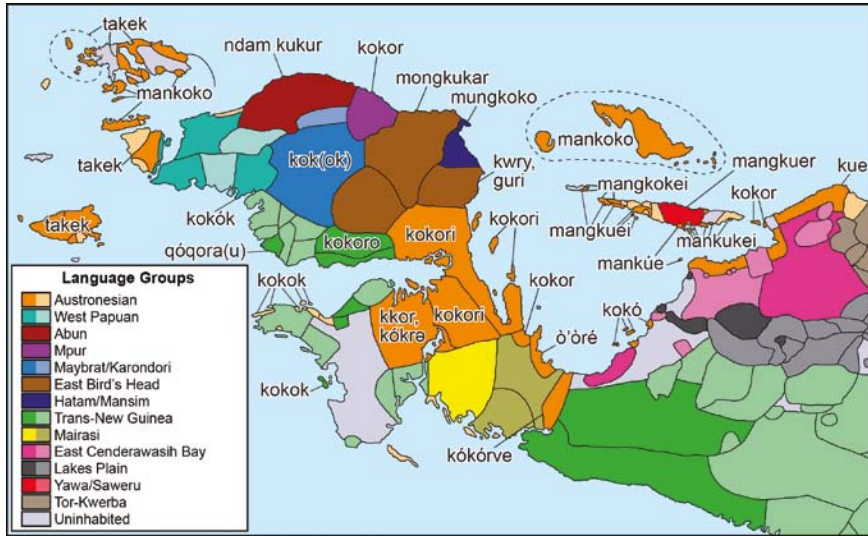 takek
ndam kukur
kokor
mongkukar
mungkoko
mankoko
mankoko
mangkuer
kue
takek
kok(ok)
kwry,
guri
mangkokei
kokor
kokók
kokori
mangkuei
mankukei
takek
qóqora(u)
kokoro
kokori
mankúe
kokor
kokok
kkor,
kókrə
kokori
kokó
ò'òré
kokok
kókórve
Language Groups
Austronesian
West Papuan
Abun
Mpur
Maybrat/Karondori
East Bird's Head
Hatam/Mansim
Trans-New Guinea
Mairasi
East Cenderawasih Bay
Lakes Plain
Yawa/Saweru
Tor-Kwerba
Uninhabited